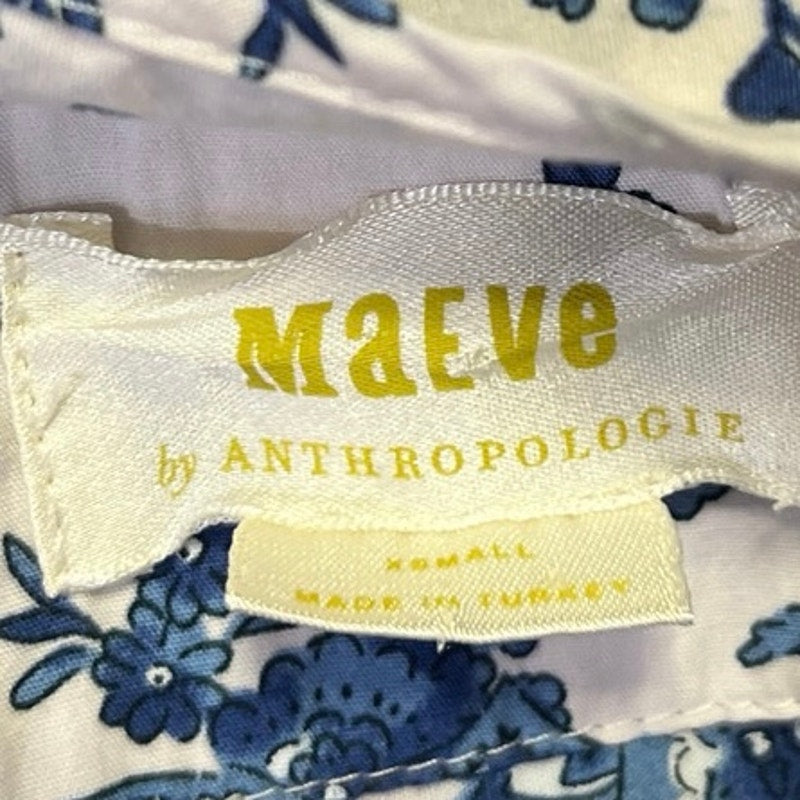 MaEVe
by ANTHROPOLOGIE
XSMALL
MADE IN TURKEY